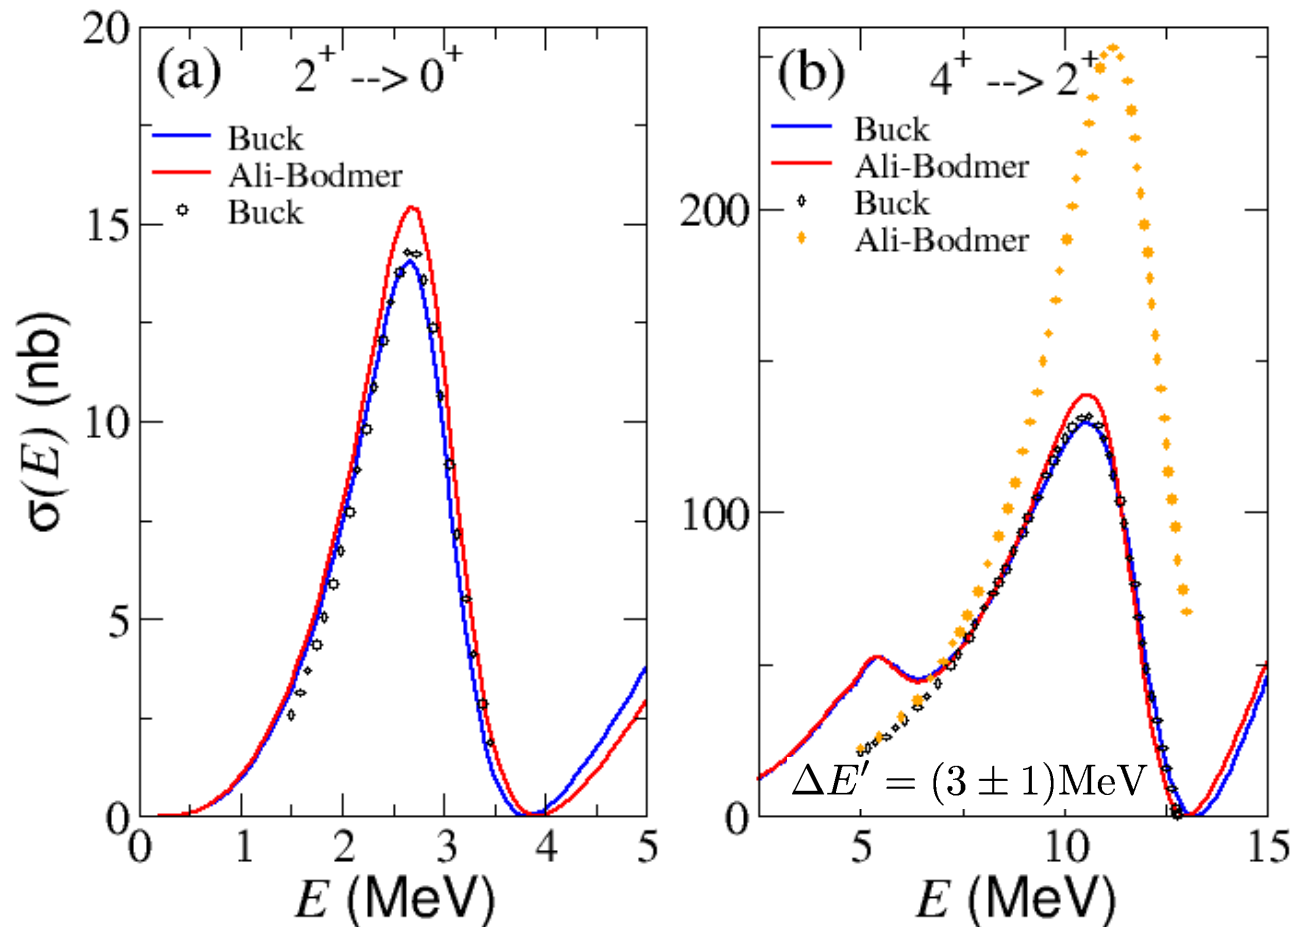 (a) 2+ --> 0+
Buck
Ali-Bodmer
Buck
20
15
10
5
0
0 1 2 3 4 5
E (MeV)
σ(E) (nb)
(b) 4+ --> 2+
Buck
Ali-Bodmer
Buck
Ali-Bodmer
200
100
0
ΔE′ = (3 ± 1)MeV
5 10 15
E (MeV)